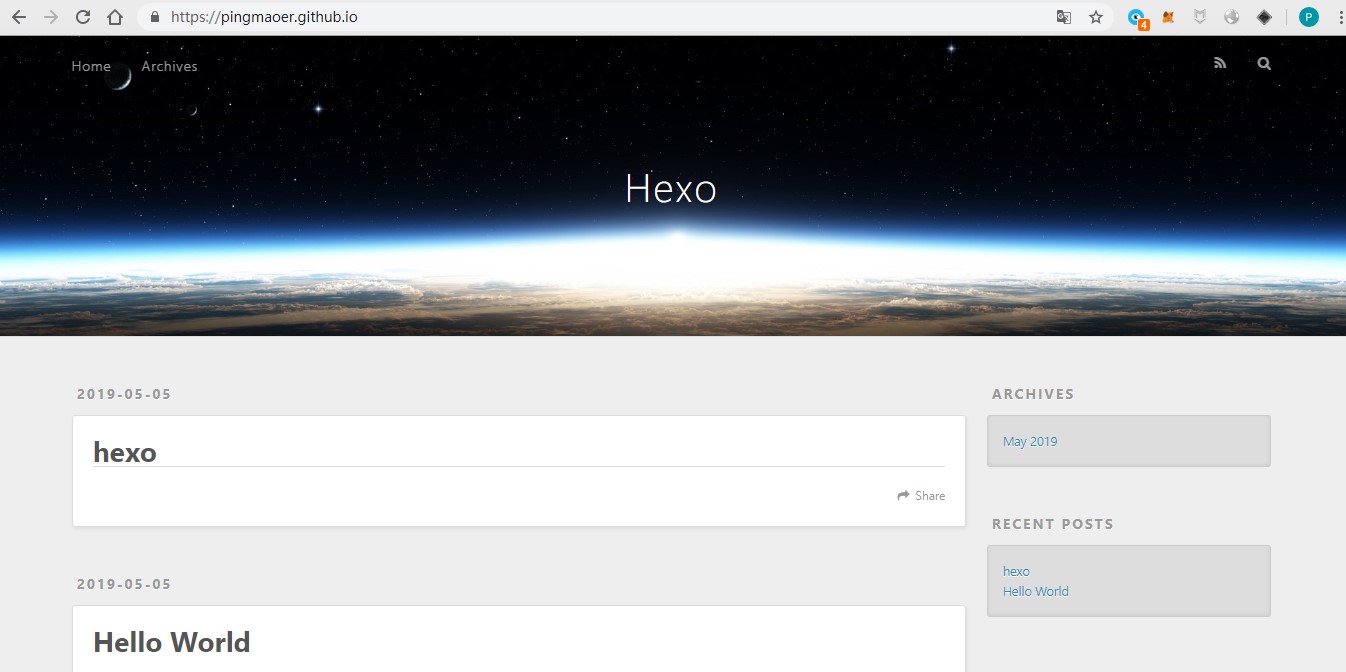 https://pingmaoer.github.io
4
P
Home Archives
Hexo
2019-05-05
hexo
Share
2019-05-05
Hello World
ARCHIVES
May 2019
RECENT POSTS
hexo
Hello World